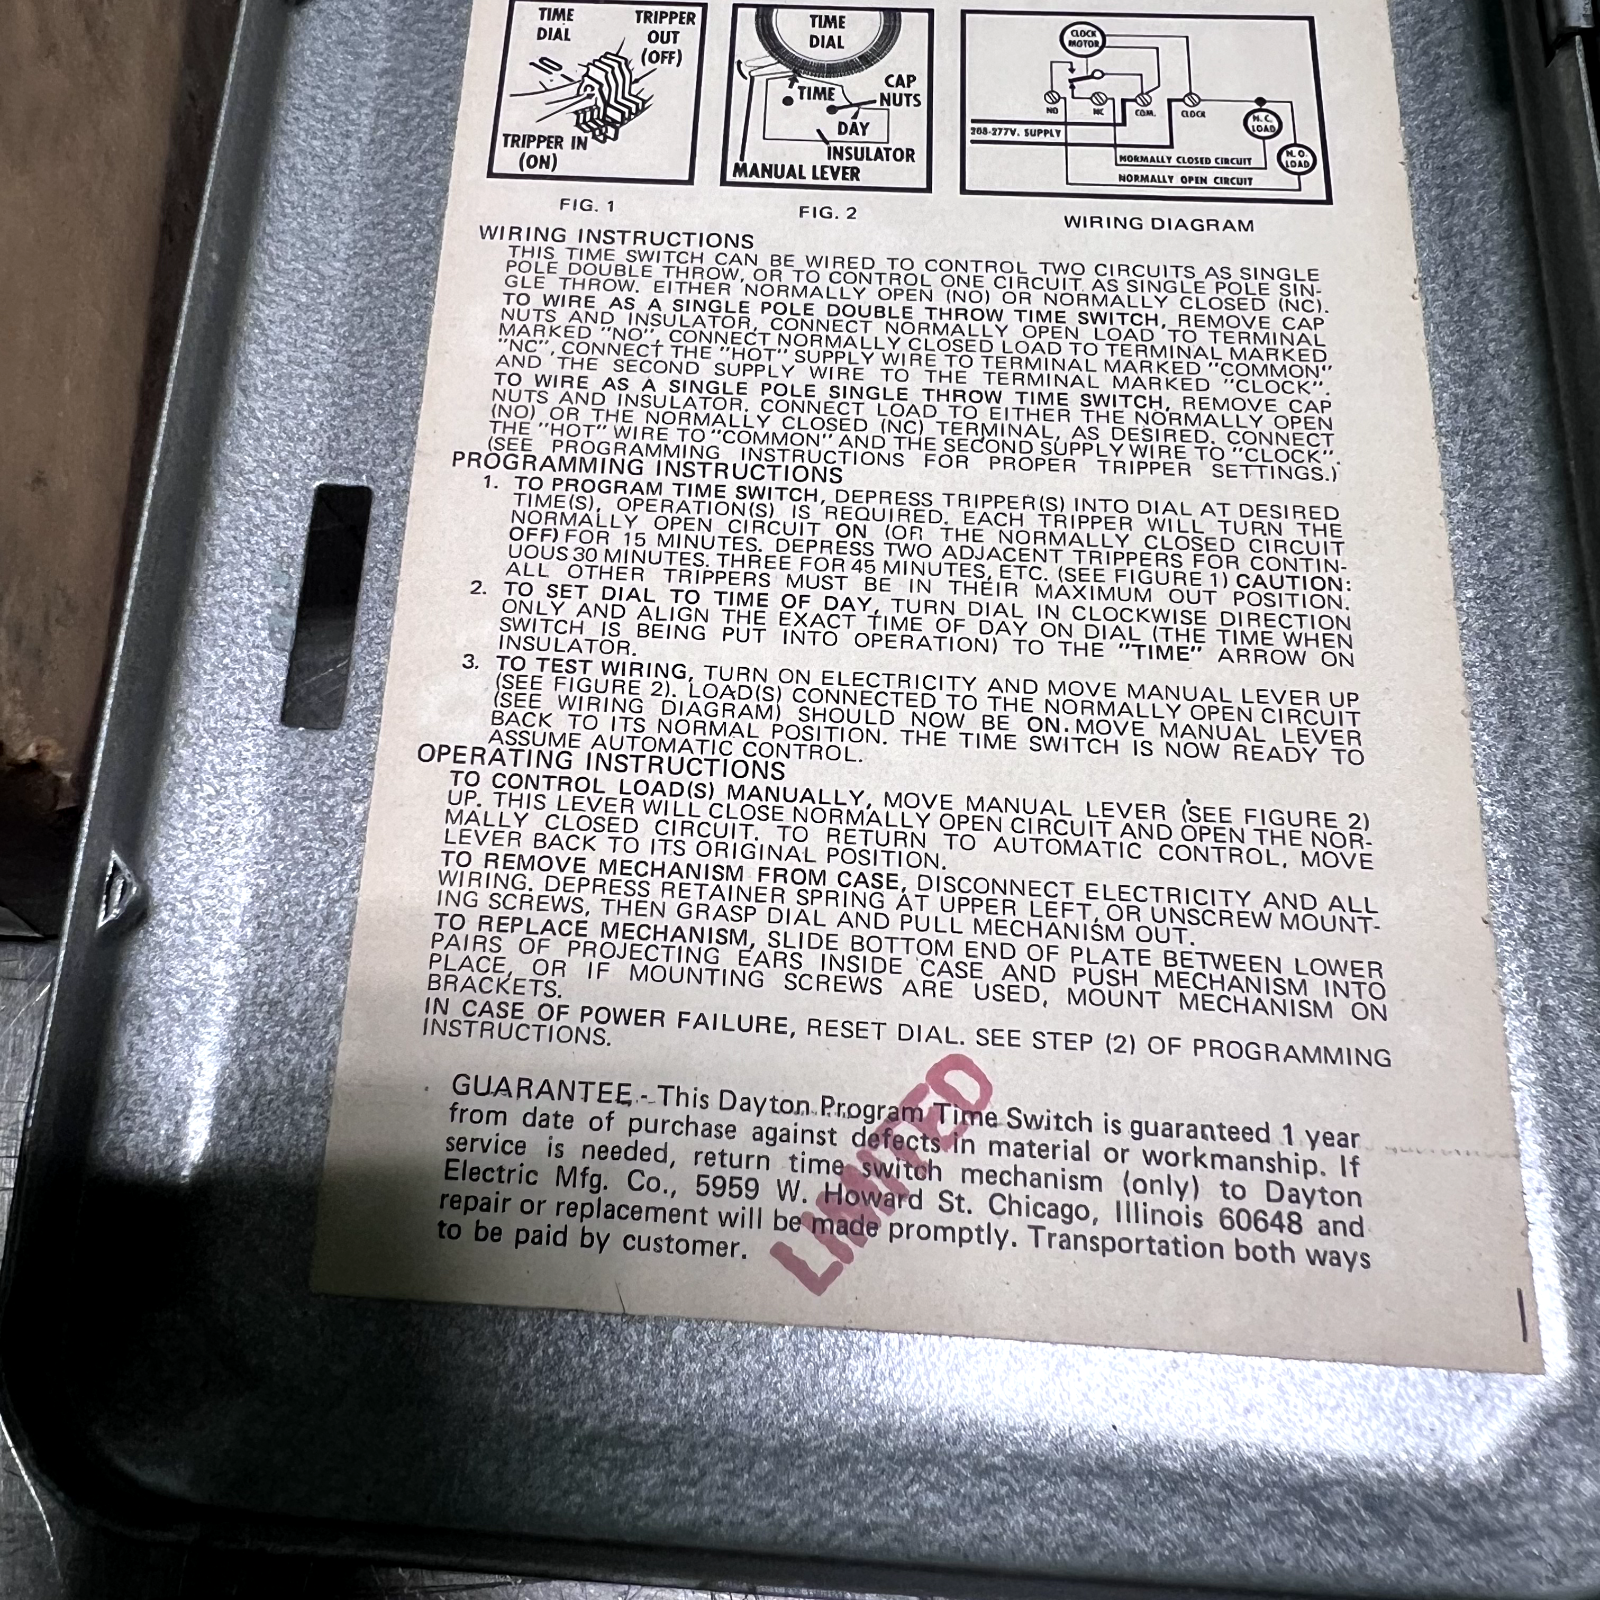 TIME
DIAL
TRIPPER
OUT
(OFF)
TRIPPER IN
(ON)
FIG. 1
TIME
DIAL
TIME
CAP
NUTS
DAY
INSULATOR
MANUAL LEVER
FIG. 2
CLOCK
MOTOR
NO
NC
COM.
CLOCK
208-277V. SUPPLY
N.C.
LOAD
N.O.
LOAD
NORMALLY CLOSED CIRCUIT
NORMALLY OPEN CIRCUIT
WIRING DIAGRAM
WIRING INSTRUCTIONS
THIS TIME SWITCH CAN BE WIRED TO CONTROL TWO CIRCUITS AS SINGLE
POLE DOUBLE THROW, OR TO CONTROL ONE CIRCUIT AS SINGLE POLE SIN-
GLE THROW. EITHER NORMALLY OPEN (NO) OR NORMALLY CLOSED (NC).
TO WIRE AS A SINGLE POLE DOUBLE THROW TIME SWITCH, REMOVE CAP
NUTS AND INSULATOR, CONNECT NORMALLY OPEN LOAD TO TERMINAL
MARKED "NO", CONNECT NORMALLY CLOSED LOAD TO TERMINAL MARKED
"NC", CONNECT THE "HOT" SUPPLY WIRE TO TERMINAL MARKED "COMMON"
AND THE SECOND SUPPLY WIRE TO THE TERMINAL MARKED "CLOCK".
TO WIRE AS A SINGLE POLE SINGLE THROW TIME SWITCH, REMOVE CAP
NUTS AND INSULATOR. CONNECT LOAD TO EITHER THE NORMALLY OPEN
(NO) OR THE NORMALLY CLOSED (NC) TERMINAL, AS DESIRED. CONNECT
THE "HOT" WIRE TO "COMMON" AND THE SECOND SUPPLY WIRE TO "CLOCK".
(SEE PROGRAMMING INSTRUCTIONS FOR PROPER TRIPPER SETTINGS.)
PROGRAMMING INSTRUCTIONS
1. TO PROGRAM TIME SWITCH, DEPRESS TRIPPER(S) INTO DIAL AT DESIRED
TIME(S), OPERATION(S) IS REQUIRED. EACH TRIPPER WILL TURN THE
NORMALLY OPEN CIRCUIT ON (OR THE NORMALLY CLOSED CIRCUIT
OFF) FOR 15 MINUTES. DEPRESS TWO ADJACENT TRIPPERS FOR CONTIN-
UOUS 30 MINUTES. THREE FOR 45 MINUTES, ETC. (SEE FIGURE 1) CAUTION:
ALL OTHER TRIPPERS MUST BE IN THEIR MAXIMUM OUT POSITION.
2. TO SET DIAL TO TIME OF DAY, TURN DIAL IN CLOCKWISE DIRECTION
ONLY AND ALIGN THE EXACT TIME OF DAY ON DIAL (THE TIME WHEN
SWITCH IS BEING PUT INTO OPERATION) TO THE "TIME" ARROW ON
INSULATOR.
3. TO TEST WIRING, TURN ON ELECTRICITY AND MOVE MANUAL LEVER UP
(SEE FIGURE 2). LOAD(S) CONNECTED TO THE NORMALLY OPEN CIRCUIT
(SEE WIRING DIAGRAM) SHOULD NOW BE ON. MOVE MANUAL LEVER
BACK TO ITS NORMAL POSITION. THE TIME SWITCH IS NOW READY TO
ASSUME AUTOMATIC CONTROL.
OPERATING INSTRUCTIONS
TO CONTROL LOAD(S) MANUALLY, MOVE MANUAL LEVER (SEE FIGURE 2)
UP. THIS LEVER WILL CLOSE NORMALLY OPEN CIRCUIT AND OPEN THE NOR-
MALLY CLOSED CIRCUIT. TO RETURN TO AUTOMATIC CONTROL, MOVE
LEVER BACK TO ITS ORIGINAL POSITION.
TO REMOVE MECHANISM FROM CASE, DISCONNECT ELECTRICITY AND ALL
WIRING. DEPRESS RETAINER SPRING AT UPPER LEFT, OR UNSCREW MOUNT-
ING SCREWS, THEN GRASP DIAL AND PULL MECHANISM OUT.
TO REPLACE MECHANISM, SLIDE BOTTOM END OF PLATE BETWEEN LOWER
PAIRS OF PROJECTING EARS INSIDE CASE AND PUSH MECHANISM INTO
PLACE, OR IF MOUNTING SCREWS ARE USED, MOUNT MECHANISM ON
BRACKETS.
IN CASE OF POWER FAILURE, RESET DIAL. SEE STEP (2) OF PROGRAMMING
INSTRUCTIONS.
GUARANTEE - This Dayton Program Time Switch is guaranteed 1 year
from date of purchase against defects in material or workmanship. If
service is needed, return time switch mechanism (only) to Dayton
Electric Mfg. Co., 5959 W. Howard St. Chicago, Illinois 60648 and
repair or replacement will be made promptly. Transportation both ways
to be paid by customer.
LIMITED